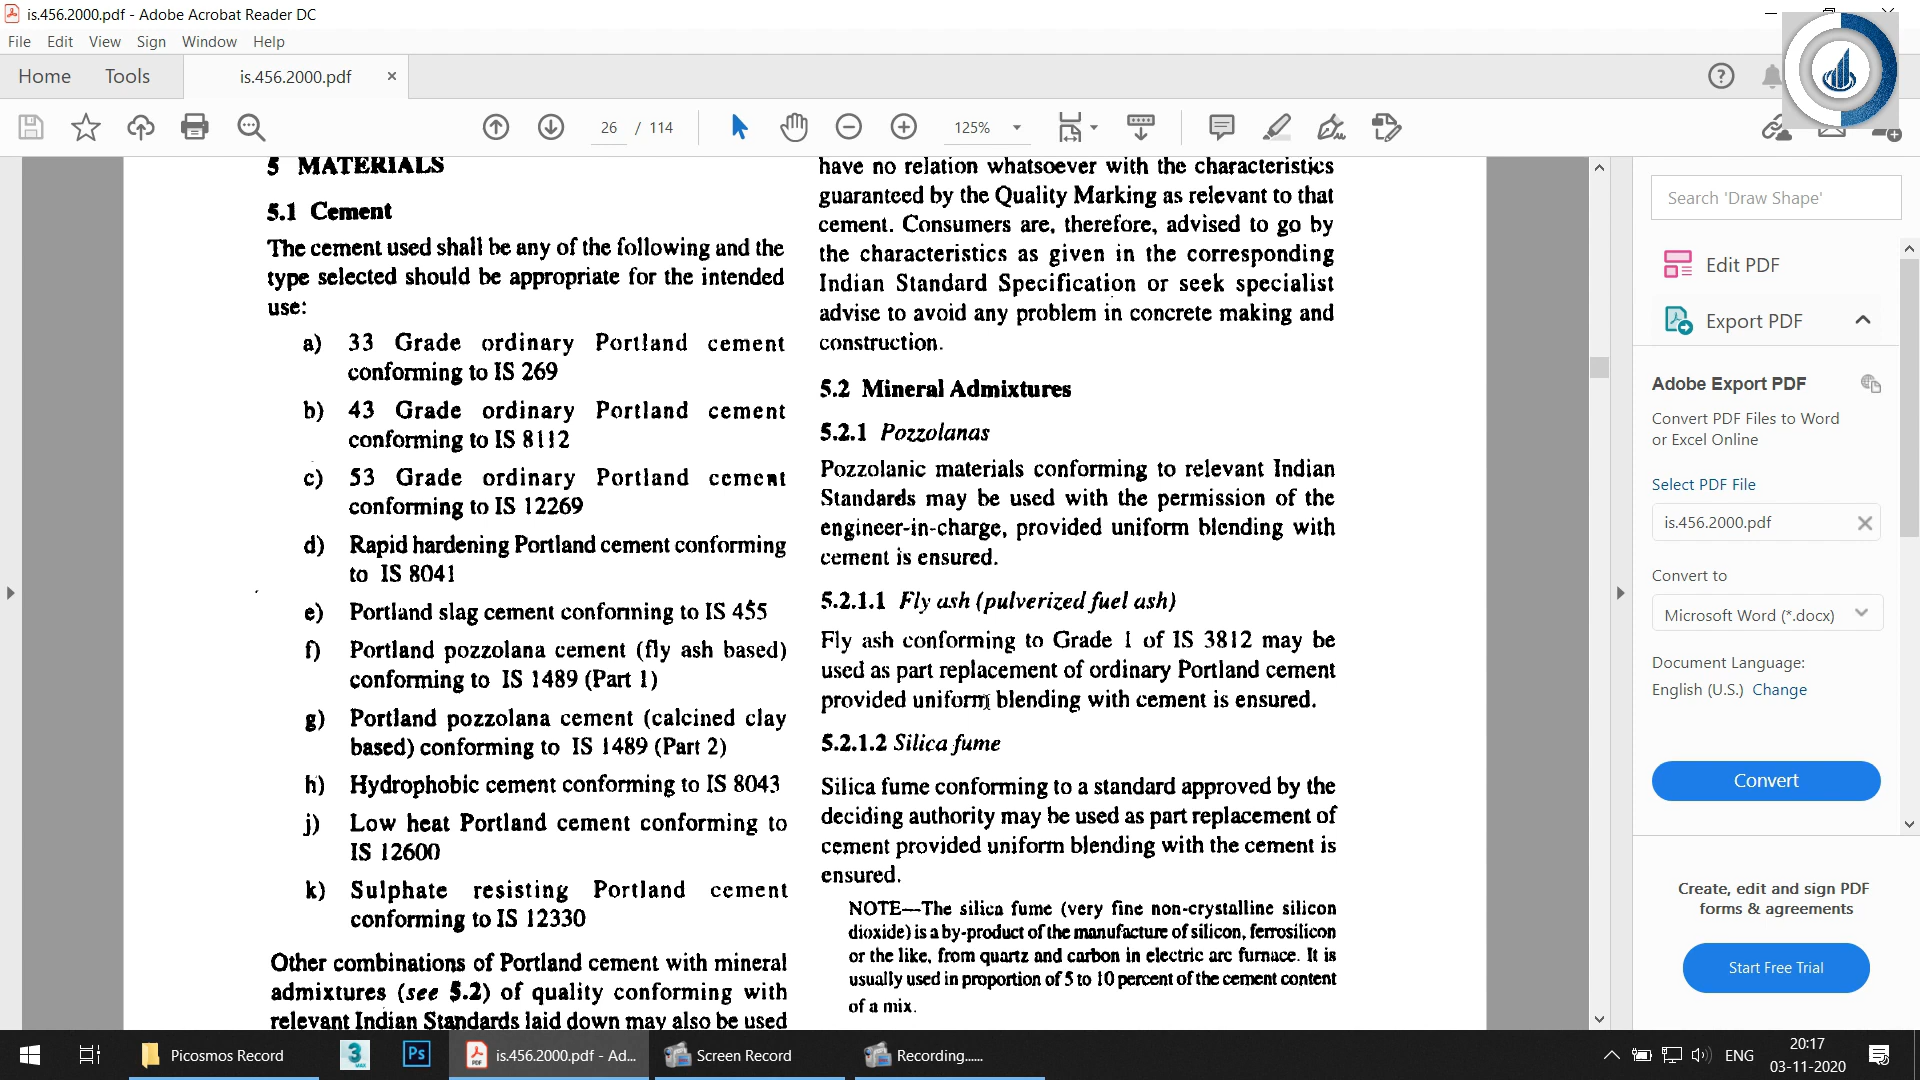 is.456.2000.pdf - Adobe Acrobat Reader DC
File Edit View Sign Window Help
Home Tools is.456.2000.pdf
26 / 114 125%
5 MATERIALS
5.1 Cement
The cement used shall be any of the following and the
type selected should be appropriate for the intended
use:
a) 33 Grade ordinary Portland cement
conforming to IS 269
b) 43 Grade ordinary Portland cement
conforming to IS 8112
c) 53 Grade ordinary Portland cement
conforming to IS 12269
d) Rapid hardening Portland cement conforming
to IS 8041
e) Portland slag cement conforming to IS 455
f) Portland pozzolana cement (fly ash based)
conforming to IS 1489 (Part 1)
g) Portland pozzolana cement (calcined clay
based) conforming to IS 1489 (Part 2)
h) Hydrophobic cement conforming to IS 8043
j) Low heat Portland cement conforming to
IS 12600
k) Sulphate resisting Portland cement
conforming to IS 12330
Other combinations of Portland cement with mineral
admixtures (see 5.2) of quality conforming with
relevant Indian Standards laid down may also be used
have no relation whatsoever with the characteristics
guaranteed by the Quality Marking as relevant to that
cement. Consumers are, therefore, advised to go by
the characteristics as given in the corresponding
Indian Standard Specification or seek specialist
advise to avoid any problem in concrete making and
construction.
5.2 Mineral Admixtures
5.2.1 Pozzolanas
Pozzolanic materials conforming to relevant Indian
Standards may be used with the permission of the
engineer-in-charge, provided uniform blending with
cement is ensured.
5.2.1.1 Fly ash (pulverized fuel ash)
Fly ash conforming to Grade 1 of IS 3812 may be
used as part replacement of ordinary Portland cement
provided uniform blending with cement is ensured.
5.2.1.2 Silica fume
Silica fume conforming to a standard approved by the
deciding authority may be used as part replacement of
cement provided uniform blending with the cement is
ensured.
NOTE—The silica fume (very fine non-crystalline silicon
dioxide) is a by-product of the manufacture of silicon, ferrosilicon
or the like, from quartz and carbon in electric arc furnace. It is
usually used in proportion of 5 to 10 percent of the cement content
of a mix.
Search 'Draw Shape'
Edit PDF
Export PDF
Adobe Export PDF
Convert PDF Files to Word
or Excel Online
Select PDF File
is.456.2000.pdf
Convert to
Microsoft Word (*.docx)
Document Language:
English (U.S.) Change
Convert
Create, edit and sign PDF
forms & agreements
Start Free Trial
Picosmos Record
3
MAX
Ps
PDF
is.456.2000.pdf - Ad...
Screen Record
Recording......
ENG
20:17
03-11-2020